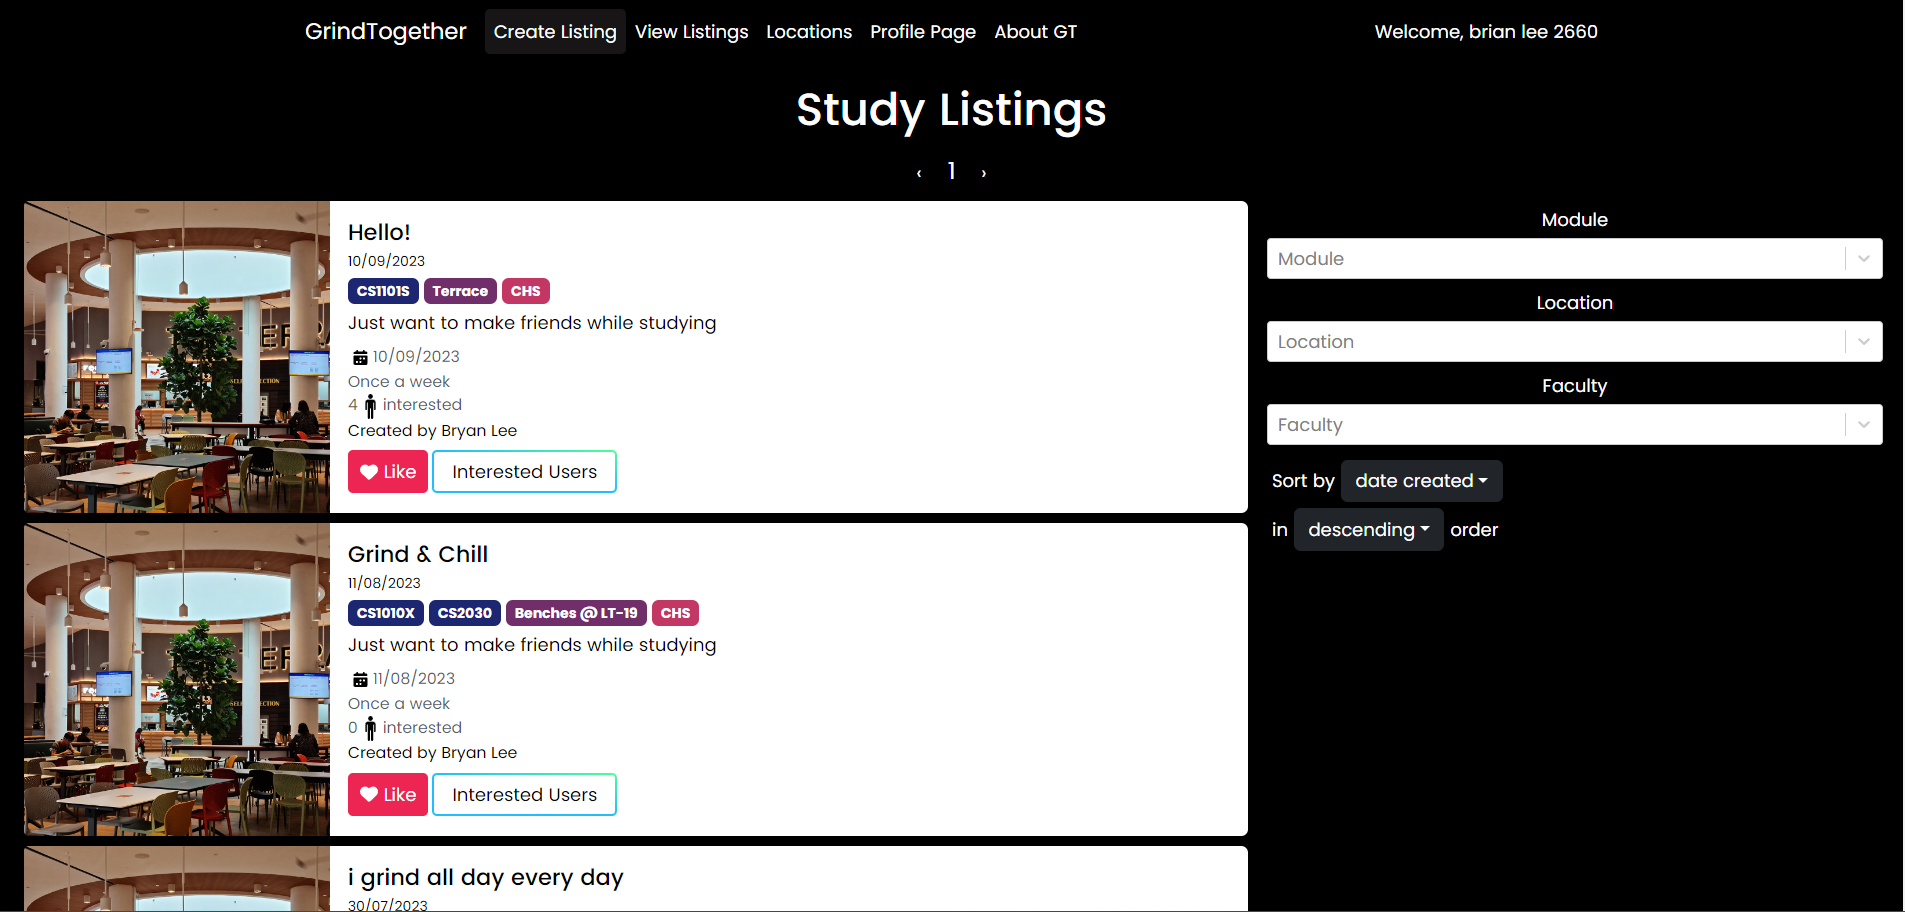 GrindTogether Create Listing View Listings Locations Profile Page About GT Welcome, brian lee 2660
Study Listings
‹ 1 ›
Hello!
10/09/2023
CS1101S Terrace CHS
Just want to make friends while studying
10/09/2023
Once a week
4 interested
Created by Bryan Lee
Like Interested Users
Grind & Chill
11/08/2023
CS1010X CS2030 Benches @ LT-19 CHS
Just want to make friends while studying
11/08/2023
Once a week
0 interested
Created by Bryan Lee
Like Interested Users
i grind all day every day
30/07/2023
Module
Module
Location
Location
Faculty
Faculty
Sort by date created
in descending order